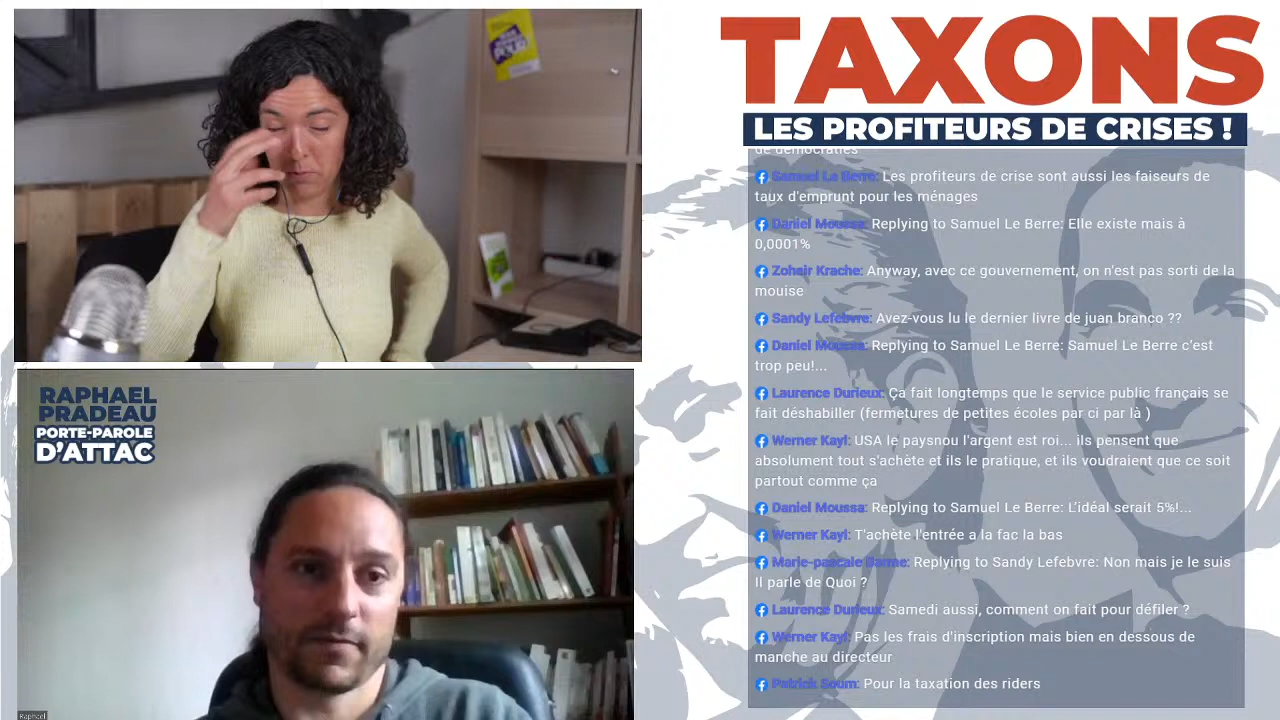 TAXONS
LES PROFITEURS DE CRISES !
de démocraties
Samuel Le Berre: Les profiteurs de crise sont aussi les faiseurs de
taux d'emprunt pour les ménages
Daniel Moussa: Replying to Samuel Le Berre: Elle existe mais à
0,0001%
Zoheir Krache: Anyway, avec ce gouvernement, on n'est pas sorti de la
mouise
Sandy Lefebvre: Avez-vous lu le dernier livre de juan branco ??
Daniel Moussa: Replying to Samuel Le Berre: Samuel Le Berre c'est
trop peu!...
Laurence Durieux: Ça fait longtemps que le service public français se
fait déshabiller (fermetures de petites écoles par ci par là )
Werner Kayl: USA le paysnou l'argent est roi... ils pensent que
absolument tout s'achète et ils le pratique, et ils voudraient que ce soit
partout comme ça
Daniel Moussa: Replying to Samuel Le Berre: L'idéal serait 5%!...
Werner Kayl: T'achète l'entrée a la fac la bas
Marie-pascale Darme: Replying to Sandy Lefebvre: Non mais je le suis
Il parle de Quoi ?
Laurence Durieux: Samedi aussi, comment on fait pour défiler ?
Werner Kayl: Pas les frais d'inscription mais bien en dessous de
manche au directeur
Patrick Soum: Pour la taxation des riders
RAPHAEL
PRADEAU
PORTE-PAROLE
D'ATTAC
Raphael